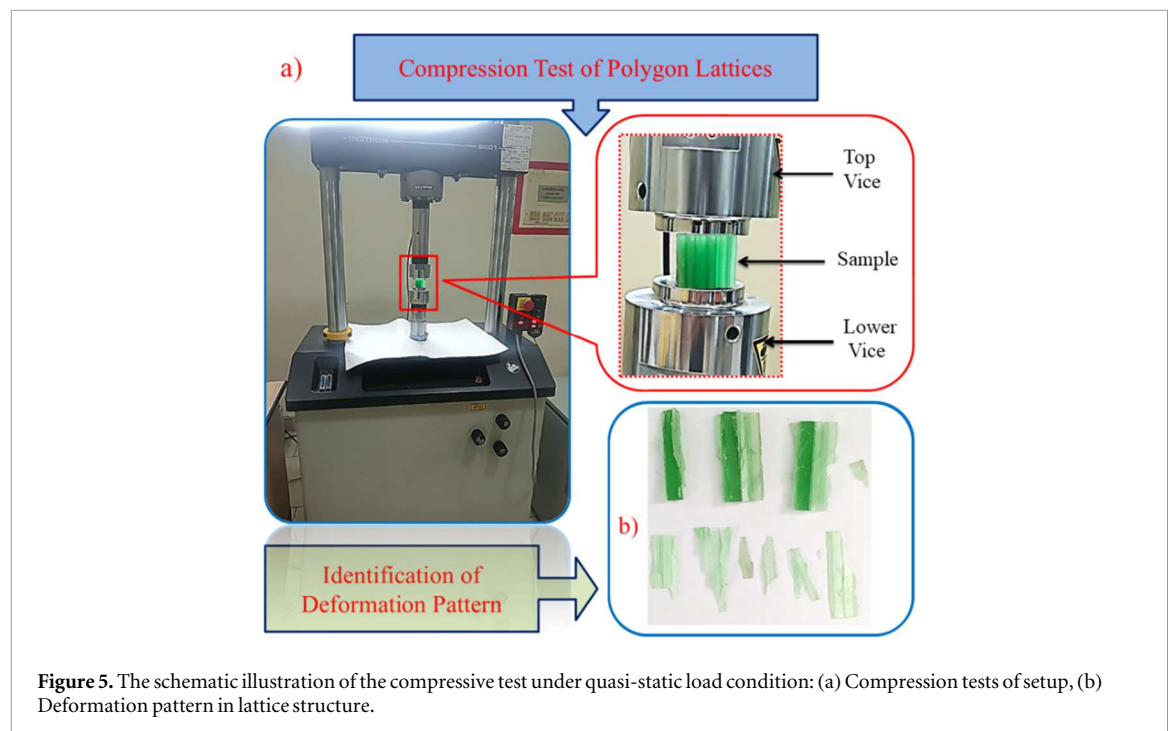 a)
Compression Test of Polygon Lattices
INSTRON
8801
Top
Vice
Sample
Lower
Vice
b)
Identification of
Deformation Pattern
Figure 5. The schematic illustration of the compressive test under quasi-static load condition: (a) Compression tests of setup, (b)
Deformation pattern in lattice structure.